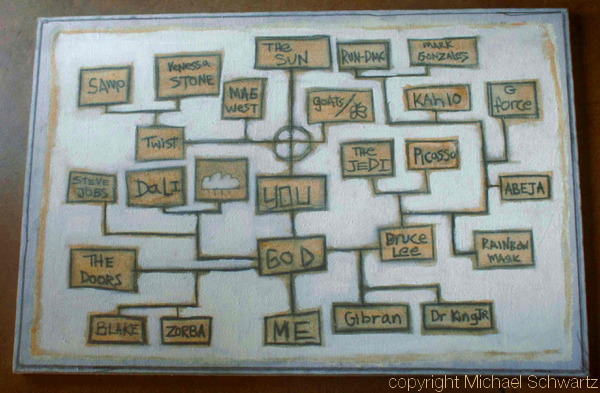 THE
SUN
RUN-DMC
MARK
GONZALES
SAMO
VANESSA
STONE
MAE
WEST
goats/
KAHLO
G
force
TWIST
THE
JEDI
PICASSO
STEVE
JOBS
DALI
YOU
ABEJA
THE
DOORS
GOD
BRUCE
LEE
RAINBOW
MASK
BLAKE
ZORBA
ME
Gibran
Dr King JR
copyright Michael Schwartz